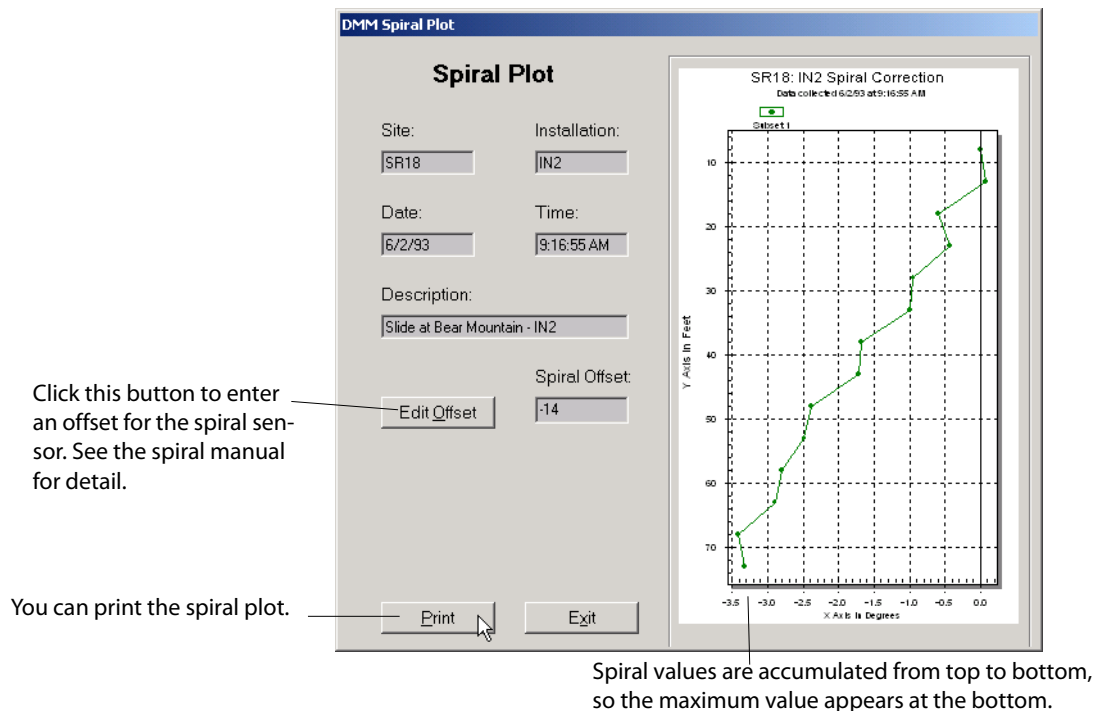 DMM Spiral Plot
Spiral Plot
Site:
Installation:
SR18
IN2
Date:
Time:
6/2/93
9:16:55 AM
Description:
Slide at Bear Mountain - IN2
Spiral Offset:
Edit Offset
-14
Print
Exit
SR18: IN2 Spiral Correction
Data collected 6/2/93 at 9:16:55 AM
Subset 1
10
20
30
40
50
60
70
Y Axis In Feet
-3.5 -3.0 -2.5 -2.0 -1.5 -1.0 -0.5 0.0
X Axis In Degrees
Click this button to enter
an offset for the spiral sen-
sor. See the spiral manual
for detail.
You can print the spiral plot.
Spiral values are accumulated from top to bottom,
so the maximum value appears at the bottom.